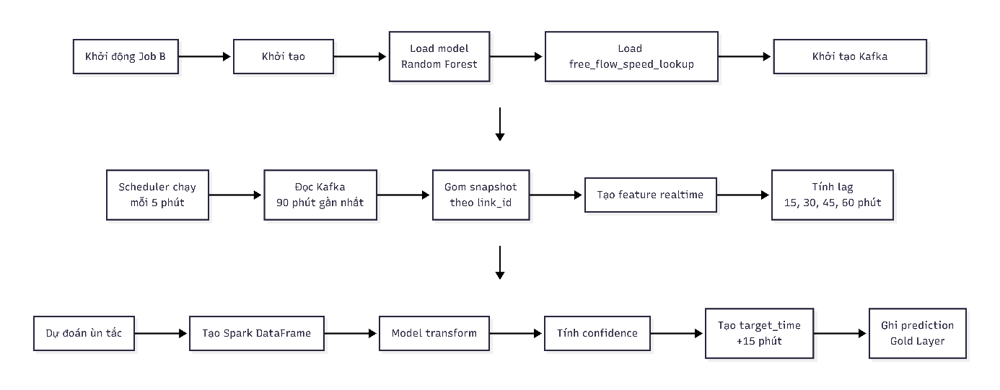 Khởi động Job B
Khởi tạo
Load model
Random Forest
Load
free_flow_speed_lookup
Khởi tạo Kafka
Scheduler chạy
mỗi 5 phút
Đọc Kafka
90 phút gần nhất
Gom snapshot
theo link_id
Tạo feature realtime
Tính lag
15, 30, 45, 60 phút
Dự đoán ùn tắc
Tạo Spark DataFrame
Model transform
Tính confidence
Tạo target_time
+15 phút
Ghi prediction
Gold Layer